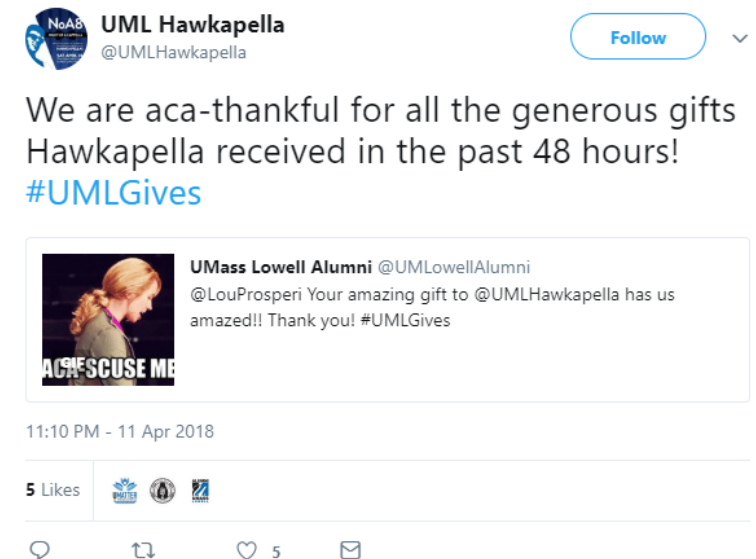 NoA8
UML Hawkapella
@UMLHawkapella
Follow
We are aca-thankful for all the generous gifts
Hawkapella received in the past 48 hours!
#UMLGives
UMass Lowell Alumni @UMLowellAlumni
@LouProsperi Your amazing gift to @UMLHawkapella has us
amazed!! Thank you! #UMLGives
GIF
ACA-SCUSE ME
11:10 PM - 11 Apr 2018
5 Likes
5